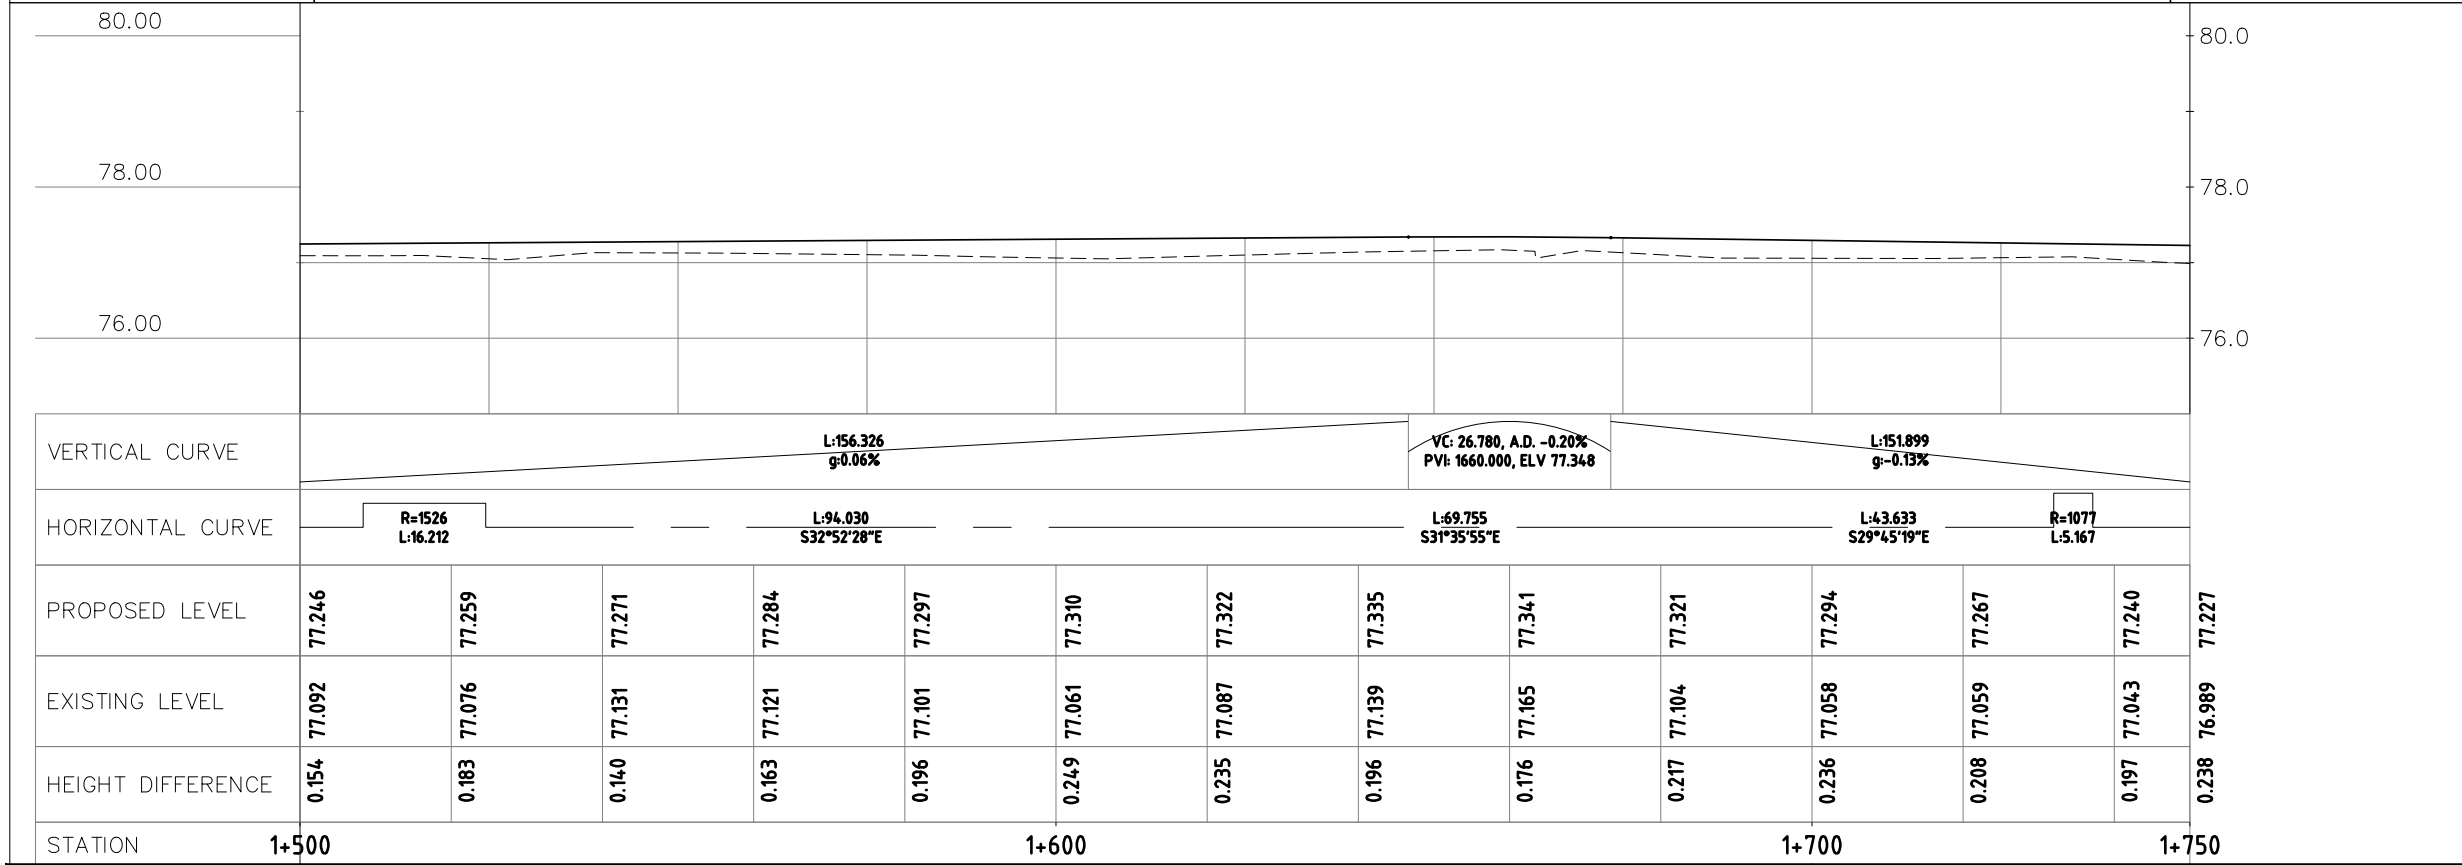 80.00
80.0
78.00
78.0
76.00
76.0
VERTICAL CURVE
L:156.326
g:0.06%
VC: 26.780, A.D. -0.20%
PVI: 1660.000, ELV 77.348
L:151.899
g:-0.13%
HORIZONTAL CURVE
R=1526
L:16.212
L:94.030
S32°52'28"E
L:69.755
S31°35'55"E
L:43.633
S29°45'19"E
R=1077
L:5.167
PROPOSED LEVEL
77.246
77.259
77.271
77.284
77.297
77.310
77.322
77.335
77.341
77.321
77.294
77.267
77.240
77.227
EXISTING LEVEL
77.092
77.076
77.131
77.121
77.101
77.061
77.087
77.139
77.165
77.104
77.058
77.059
77.043
76.989
HEIGHT DIFFERENCE
0.154
0.183
0.140
0.163
0.196
0.249
0.235
0.196
0.176
0.217
0.236
0.208
0.197
0.238
STATION
1+500
1+600
1+700
1+750